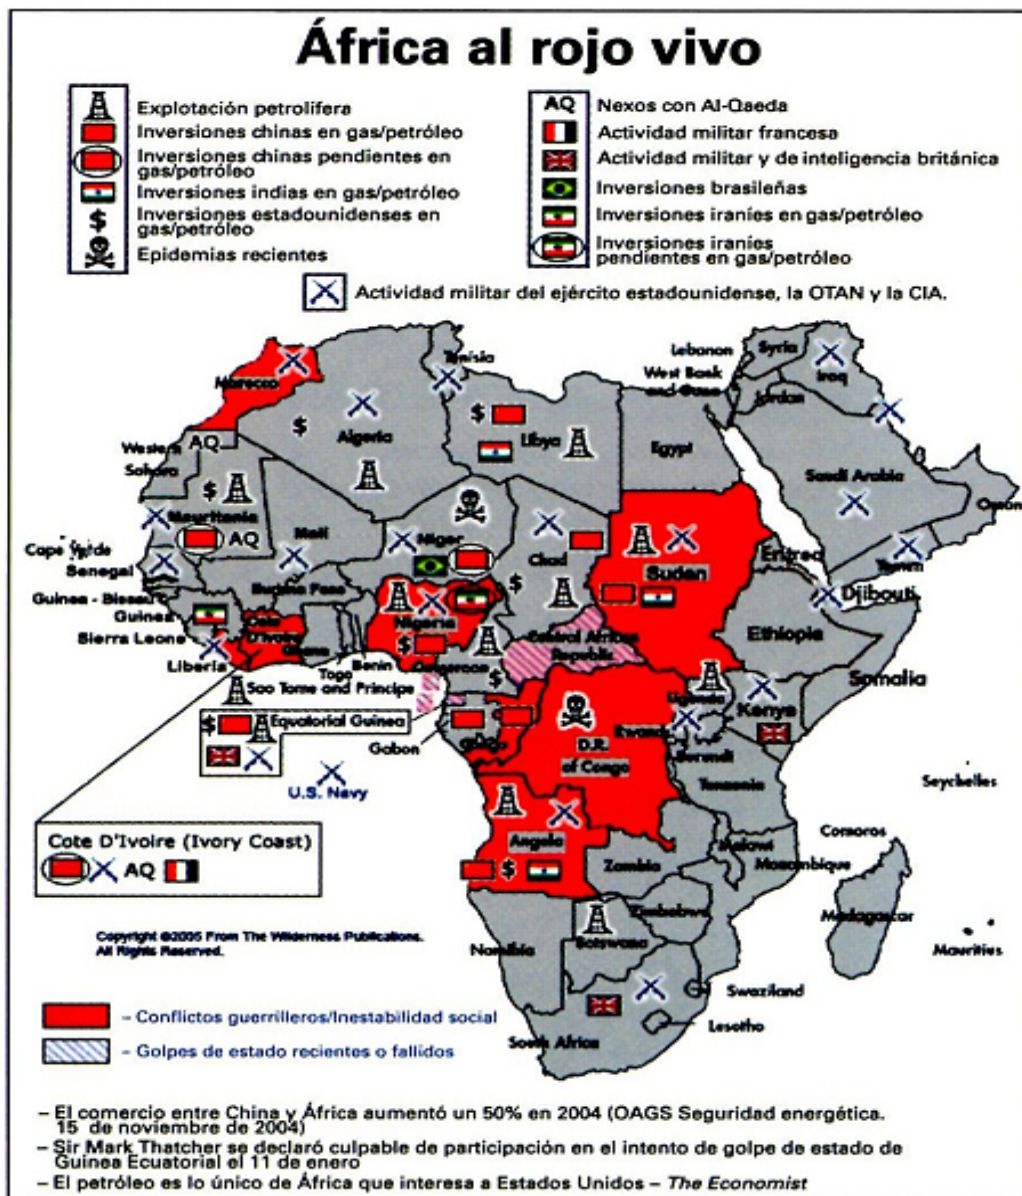 África al rojo vivo
Explotación petrolífera
Inversiones chinas en gas/petróleo
Inversiones chinas pendientes en
gas/petróleo
Inversiones indias en gas/petróleo
$ Inversiones estadounidenses en
gas/petróleo
Epidemias recientes
AQ Nexos con Al-Qaeda
Actividad militar francesa
Actividad militar y de inteligencia británica
Inversiones brasileñas
Inversiones iraníes en gas/petróleo
Inversiones iraníes
pendientes en gas/petróleo
Actividad militar del ejército estadounidense, la OTAN y la CIA.
Morocco
Tunisia
Lebanon
Syria
Iraq
West Bank
and Gaza
Jordan
$
Algeria
$
Libya
Egypt
Western
Sahara
AQ
Saudi Arabia
Oman
$
Mauritania
AQ
Mali
Niger
Chad
$
Sudan
Eritrea
Yemen
Djibouti
Cape Verde
Senegal
Burkina Faso
Guinea - Bissau
Guinea
Sierra Leone
Liberia
Cote
D'Ivoire
Ghana
Togo
Benin
Nigeria
$
Cameroon
$
Central African
Republic
Ethiopia
Somalia
Sao Tome and Principe
$
Equatorial Guinea
Gabon
Congo
D.R.
of Congo
Uganda
Rwanda
Burundi
Kenya
Tanzania
Seychelles
U.S. Navy
Cote D'Ivoire (Ivory Coast)
AQ
Angola
$
Zambia
Malawi
Mozambique
Comoros
Madagascar
Mauritius
Namibia
Botswana
Zimbabwe
Swaziland
Lesotho
South Africa
Copyright ©2005 From The Wilderness Publications.
All Rights Reserved.
– Conflictos guerrilleros/Inestabilidad social
– Golpes de estado recientes o fallidos
– El comercio entre China y África aumentó un 50% en 2004 (OAGS Seguridad energética.
15 de noviembre de 2004)
– Sir Mark Thatcher se declaró culpable de participación en el intento de golpe de estado de
Guinea Ecuatorial el 11 de enero
– El petróleo es lo único de África que interesa a Estados Unidos – The Economist